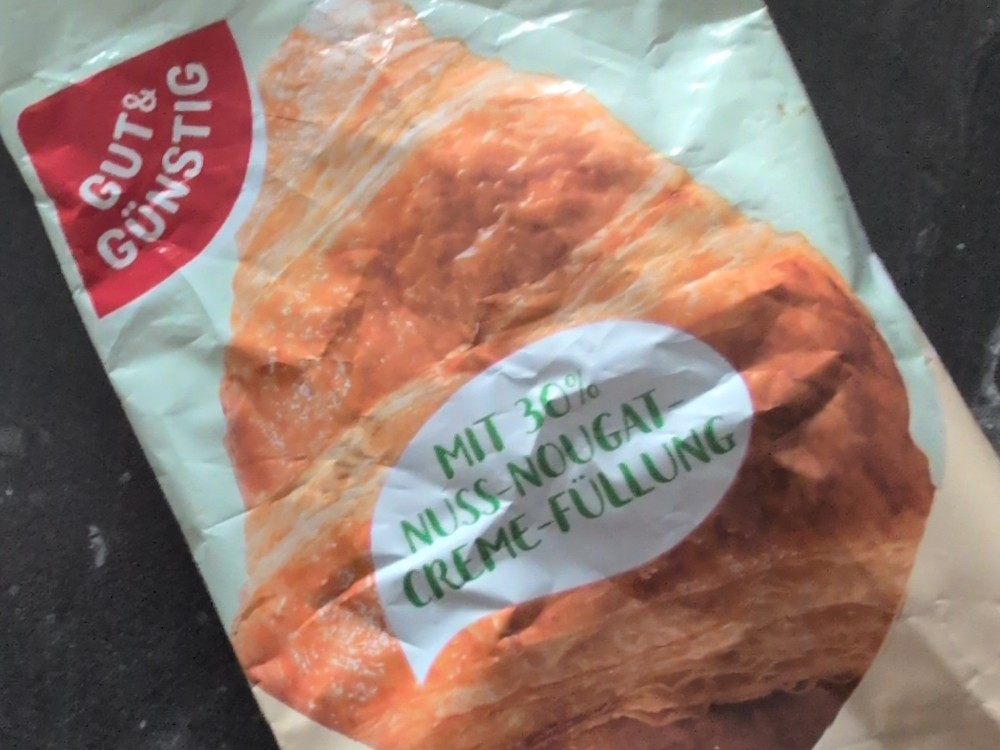 GUT&
GÜNSTIG
MIT 30%
NUSS-NOUGAT-
CREME-FÜLLUNG